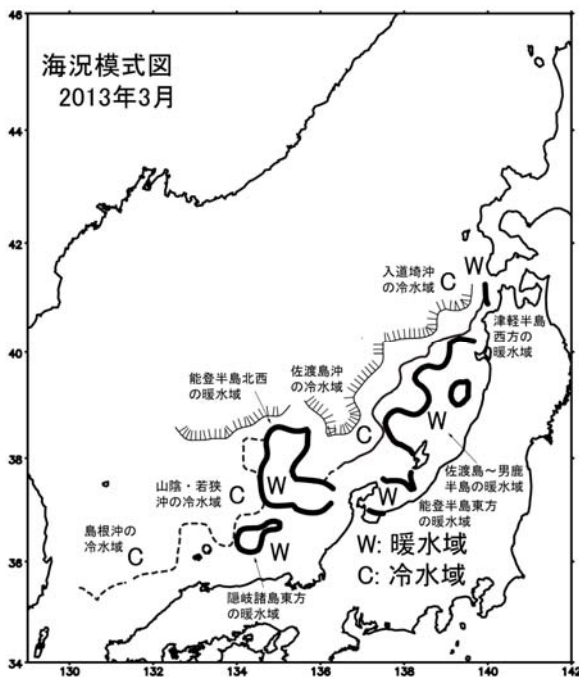 海況模式図
2013年3月
46
44
42
40
38
36
34
130
132
134
136
138
140
142
W
入道埼沖
の冷水域
C
津軽半島
西方の
暖水域
能登半島北西
の暖水域
佐渡島沖
の冷水域
W
C
佐渡島~男鹿
半島の暖水域
山陰・若狭
沖の冷水域
C
W
W
能登半島東方
の暖水域
島根沖の
冷水域
C
W
隠岐諸島東方
の暖水域
W: 暖水域
C: 冷水域